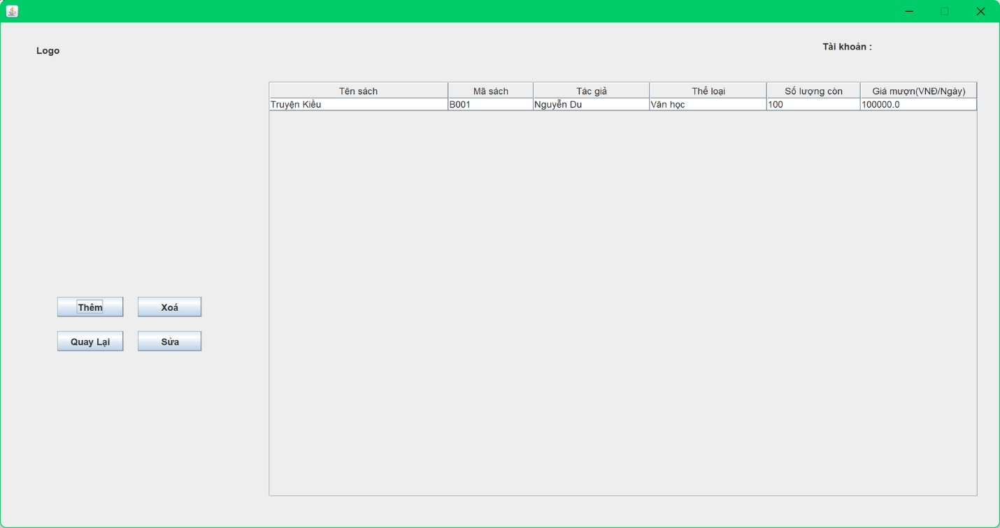 Logo
Tài khoản :
Tên sách Mã sách Tác giả Thể loại Số lượng còn Giá mượn(VNĐ/Ngày)
Truyện Kiều B001 Nguyễn Du Văn học 100 100000.0
Thêm Xoá
Quay Lại Sửa